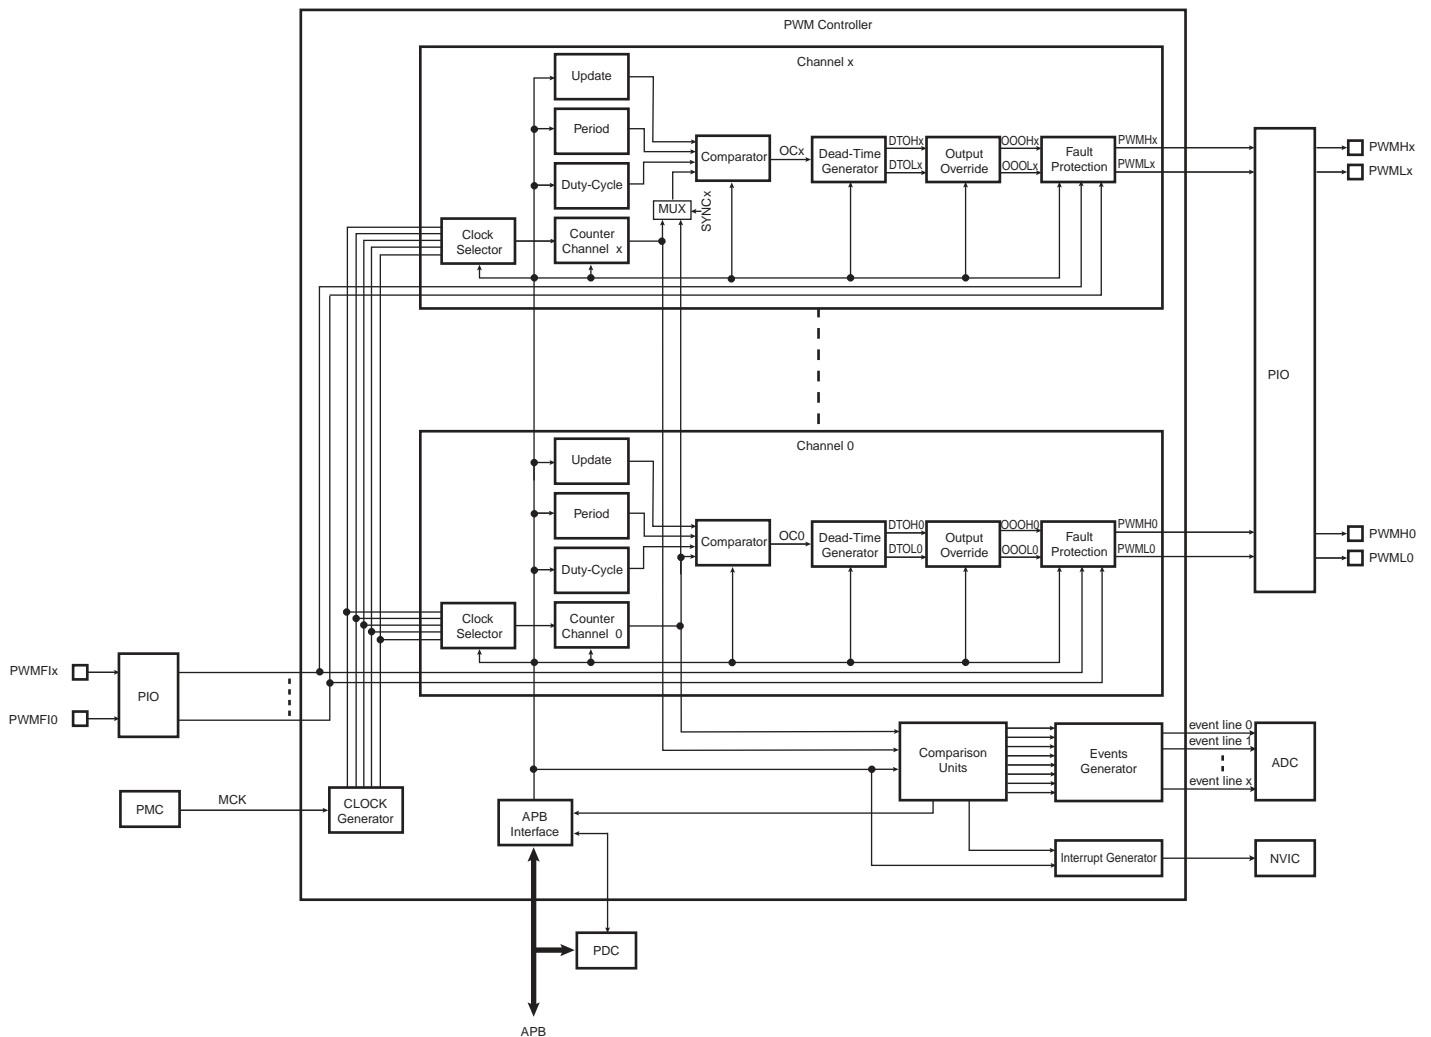 PWM Controller
Channel x
Update
Period
Duty-Cycle
Clock
Selector
Counter
Channel x
MUX
SYNCx
Comparator
OCx
Dead-Time
Generator
DTOHx
DTOLx
Output
Override
OOOHx
OOOLx
Fault
Protection
PWMHx
PWMLx
PIO
PWMHx
PWMLx
Channel 0
Update
Period
Duty-Cycle
Clock
Selector
Counter
Channel 0
Comparator
OC0
Dead-Time
Generator
DTOH0
DTOL0
Output
Override
OOOH0
OOOL0
Fault
Protection
PWMH0
PWML0
PWMH0
PWML0
PWMFIx
PWMFI0
PIO
PMC
MCK
CLOCK
Generator
APB
Interface
Comparison
Units
Events
Generator
event line 0
event line 1
event line x
ADC
Interrupt Generator
NVIC
PDC
APB